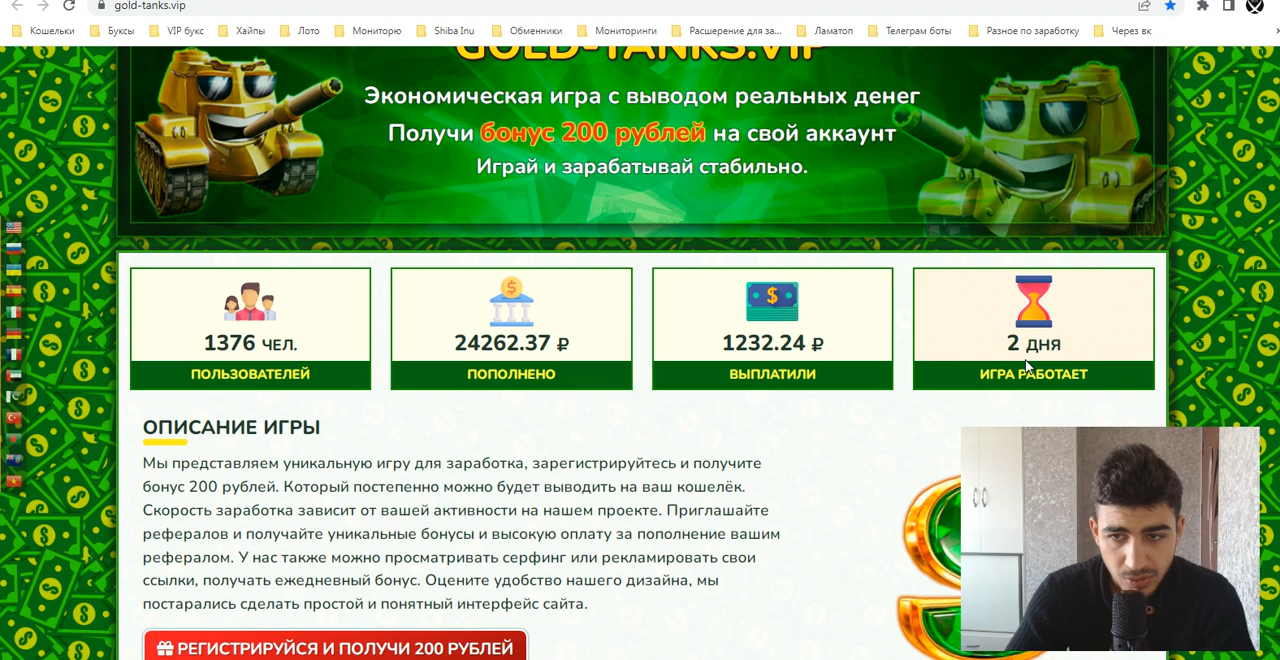 gold-tanks.vip
Кошельки Буксы VIP букс Хайпы Лото Мониторю Shiba Inu Обменники Мониторинги Расшерение для за... Ламатоп Телеграм боты Разное по заработку Через вк
GOLD-TANKS.VIP
Экономическая игра с выводом реальных денег
Получи бонус 200 рублей на свой аккаунт
Играй и зарабатывай стабильно.
1376 ЧЕЛ. 24262.37 ₽ 1232.24 ₽ 2 ДНЯ
ПОЛЬЗОВАТЕЛЕЙ ПОПОЛНЕНО ВЫПЛАТИЛИ ИГРА РАБОТАЕТ
ОПИСАНИЕ ИГРЫ
Мы представляем уникальную игру для заработка, зарегистрируйтесь и получите
бонус 200 рублей. Который постепенно можно будет выводить на ваш кошелёк.
Скорость заработка зависит от вашей активности на нашем проекте. Приглашайте
рефералов и получайте уникальные бонусы и высокую оплату за пополнение вашим
рефералом. У нас также можно просматривать серфинг или рекламировать свои
ссылки, получать ежедневный бонус. Оцените удобство нашего дизайна, мы
постарались сделать простой и понятный интерфейс сайта.
РЕГИСТРИРУЙСЯ И ПОЛУЧИ 200 РУБЛЕЙ